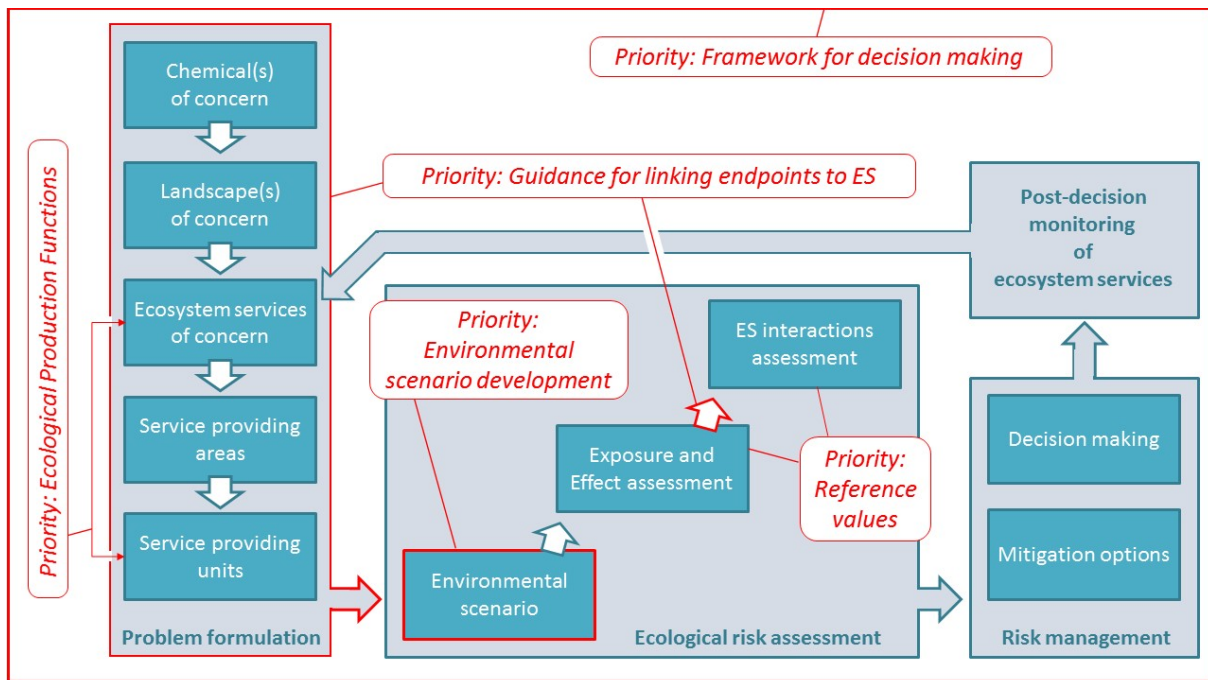 Priority: Framework for decision making
Chemical(s)
of concern
Landscape(s)
of concern
Ecosystem services
of concern
Service providing
areas
Service providing
units
Problem formulation
Priority: Ecological Production Functions
Priority: Guidance for linking endpoints to ES
Priority:
Environmental
scenario development
Environmental
scenario
Exposure and
Effect assessment
ES interactions
assessment
Priority:
Reference
values
Ecological risk assessment
Post-decision
monitoring
of
ecosystem services
Decision making
Mitigation options
Risk management